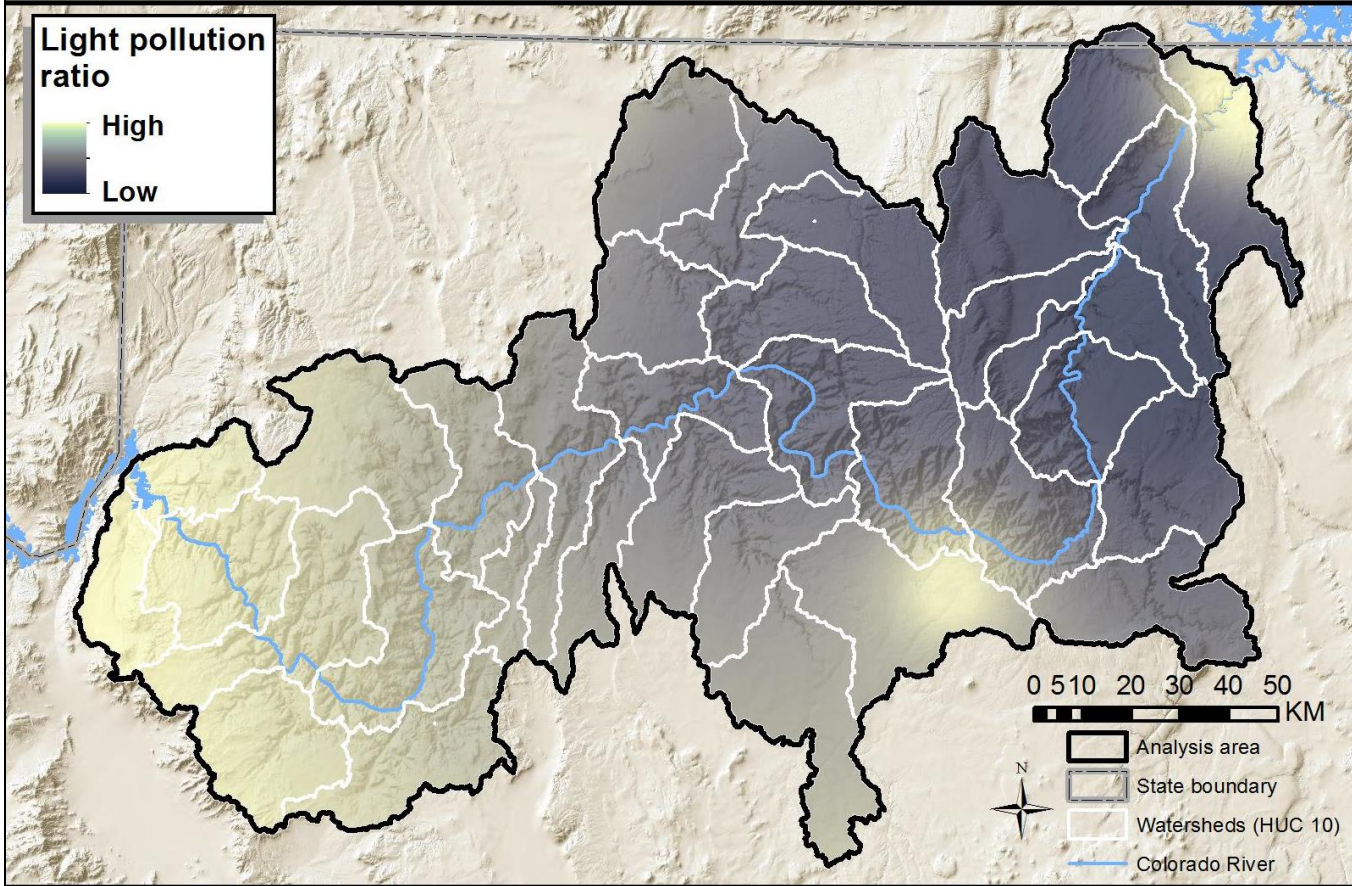 Light pollution
ratio
High
Low
0 5 10 20 30 40 50
KM
N
Analysis area
State boundary
Watersheds (HUC 10)
Colorado River